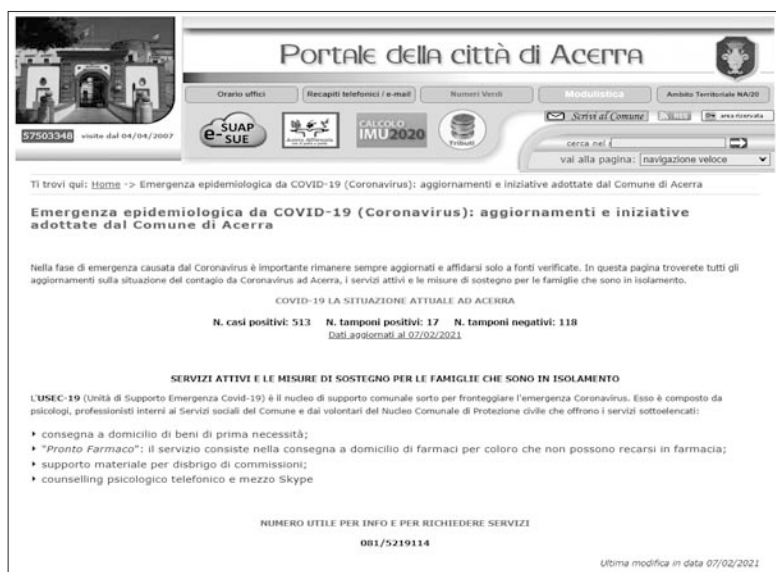 Portale della città di Acerra
Orario uffici
Recapiti telefonici / e-mail
Numeri Verdi
Modulistica
Ambito Territoriale NA/20
Scrivi al Comune
RSS
area riservata
57503348 visite dal 04/04/2007
e-SUAP
SUE
CALCOLO
IMU2020
Tributi
cerca nel s
vai alla pagina: navigazione veloce
Ti trovi qui: Home -> Emergenza epidemiologica da COVID-19 (Coronavirus): aggiornamenti e iniziative adottate dal Comune di Acerra
Emergenza epidemiologica da COVID-19 (Coronavirus): aggiornamenti e iniziative
adottate dal Comune di Acerra
Nella fase di emergenza causata dal Coronavirus è importante rimanere sempre aggiornati e affidarsi solo a fonti verificate. In questa pagina troverete tutti gli
aggiornamenti sulla situazione del contagio da Coronavirus ad Acerra, i servizi attivi e le misure di sostegno per le famiglie che sono in isolamento.
COVID-19 LA SITUAZIONE ATTUALE AD ACERRA
N. casi positivi: 513 N. tamponi positivi: 17 N. tamponi negativi: 118
Dati aggiornati al 07/02/2021
SERVIZI ATTIVI E LE MISURE DI SOSTEGNO PER LE FAMIGLIE CHE SONO IN ISOLAMENTO
L'USEC-19 (Unità di Supporto Emergenza Covid-19) è il nucleo di supporto comunale sorto per fronteggiare l'emergenza Coronavirus. Esso è composto da
psicologi, professionisti interni ai Servizi sociali del Comune e dai volontari del Nucleo Comunale di Protezione civile che offrono i servizi sottoelencati:
consegna a domicilio di beni di prima necessità;
"Pronto Farmaco": il servizio consiste nella consegna a domicilio di farmaci per coloro che non possono recarsi in farmacia;
supporto materiale per disbrigo di commissioni;
counselling psicologico telefonico e mezzo Skype
NUMERO UTILE PER INFO E PER RICHIEDERE SERVIZI
081/5219114
Ultima modifica in data 07/02/2021